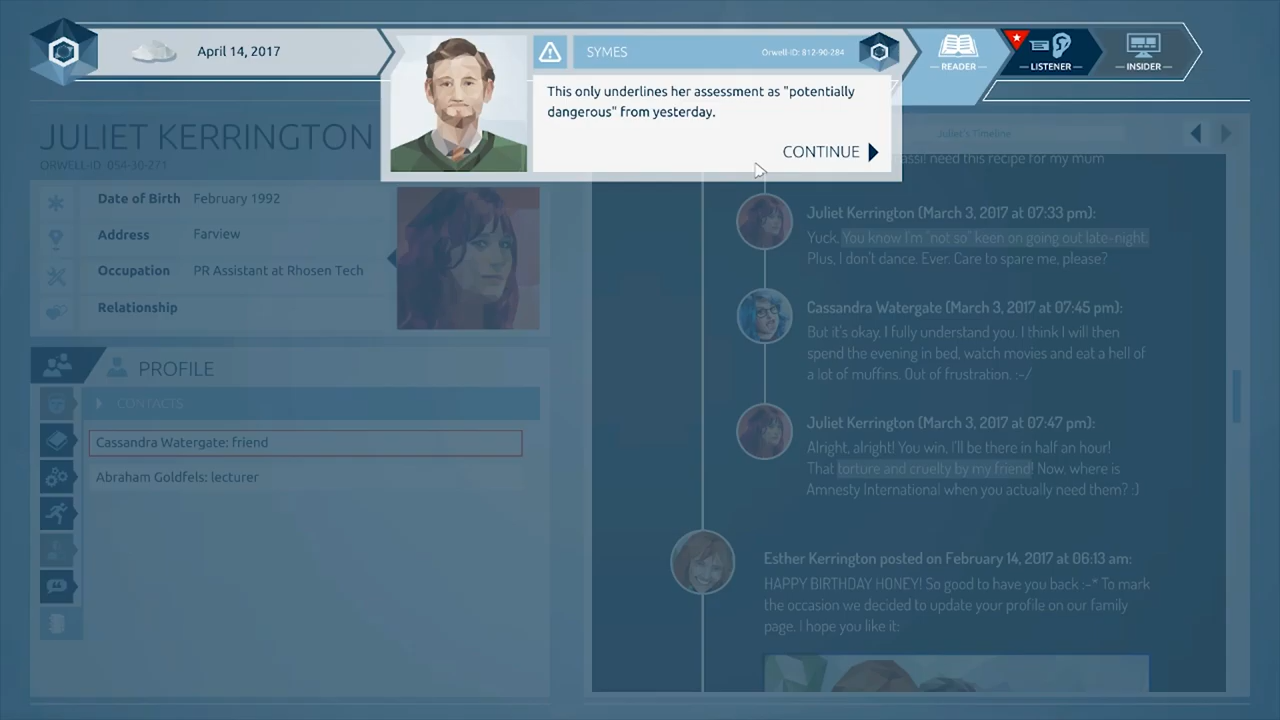 April 14, 2017
SYMES
Orwell-ID: 812-90-284
This only underlines her assessment as "potentially
dangerous" from yesterday.
CONTINUE
READER
LISTENER
INSIDER
JULIET KERRINGTON
ORWELL-ID 054-30-271
Date of Birth February 1992
Address Farview
Occupation PR Assistant at Rhosen Tech
Relationship
PROFILE
CONTACTS
Cassandra Watergate: friend
Abraham Goldfels: lecturer
Juliet's Timeline
need this recipe for my mum
Juliet Kerrington (March 3, 2017 at 07:33 pm):
Yuck. You know I'm "not so" keen on going out late-night.
Plus, I don't dance. Ever. Care to spare me, please?
Cassandra Watergate (March 3, 2017 at 07:45 pm):
But it's okay. I fully understand you. I think I will then
spend the evening in bed, watch movies and eat a hell of
a lot of muffins. Out of frustration. :-/
Juliet Kerrington (March 3, 2017 at 07:47 pm):
Alright, alright! You win. I'll be there in half an hour!
That torture and cruelty by my friend! Now, where is
Amnesty International when you actually need them? :)
Esther Kerrington posted on February 14, 2017 at 06:13 am:
HAPPY BIRTHDAY HONEY! So good to have you back :-* To mark
the occasion we decided to update your profile on our family
page. I hope you like it: